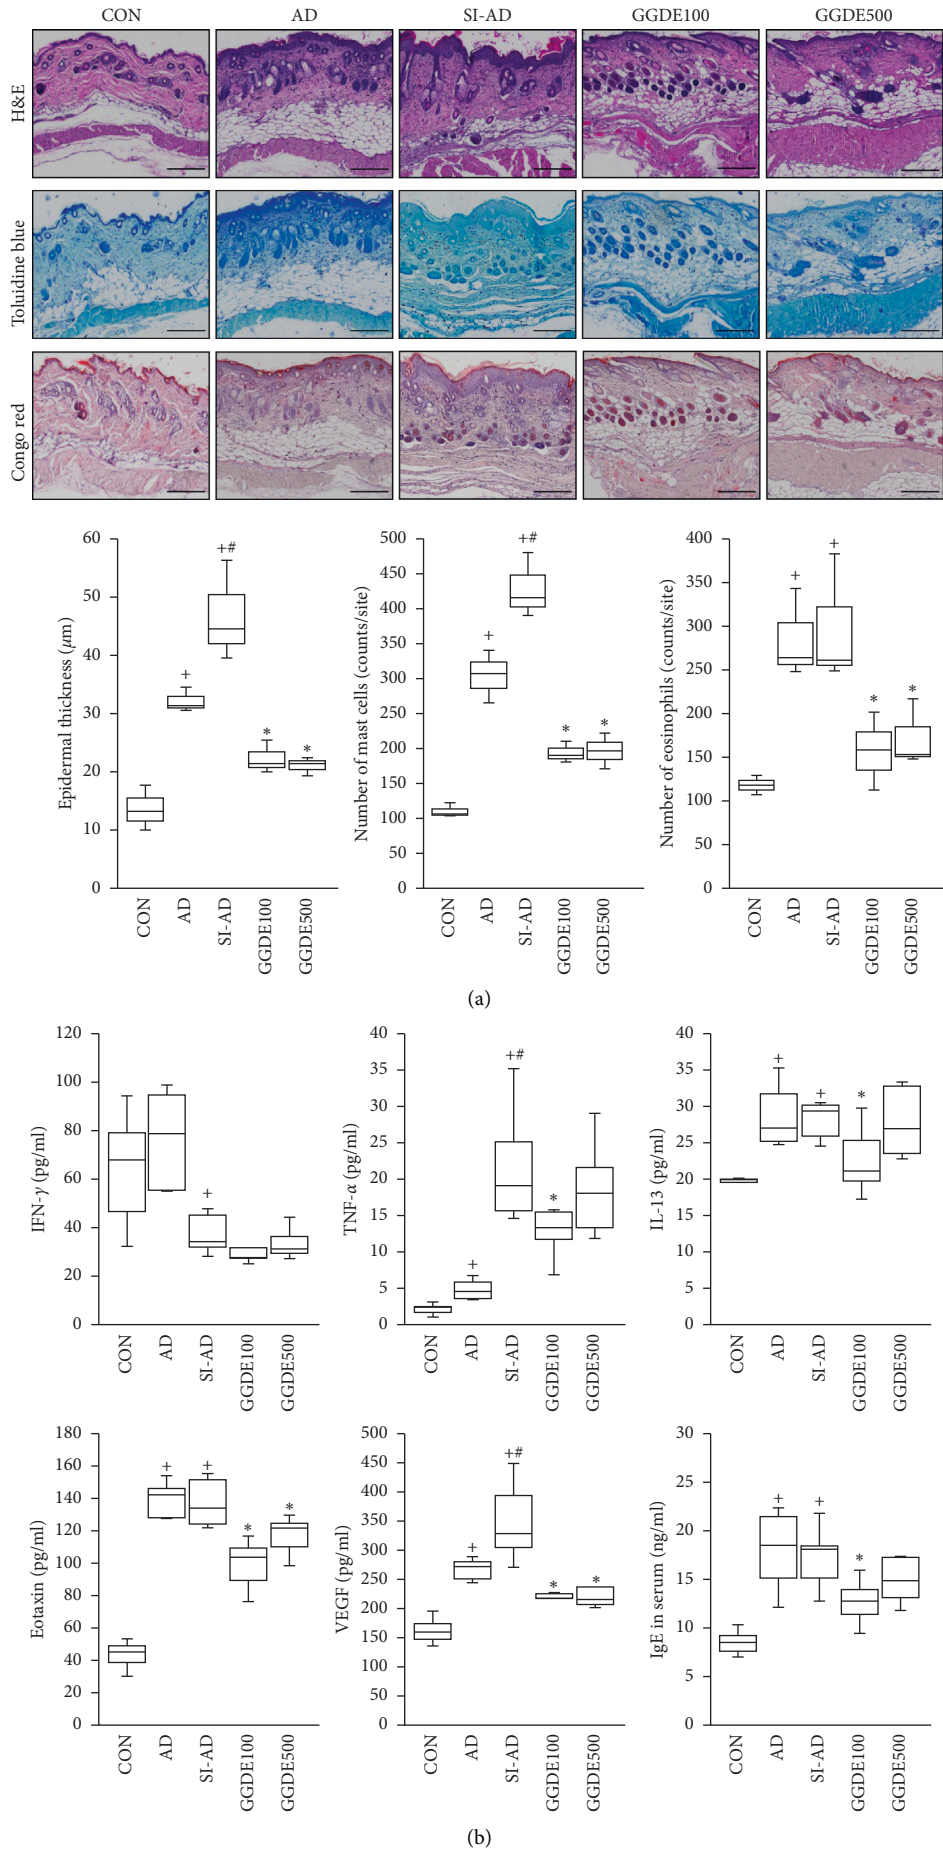 CON AD SI-AD GGDE100 GGDE500
H&E
Toluidine blue
Congo red
Epidermal thickness (μm)
60
50
40
30
20
10
0
CON AD SI-AD GGDE100 GGDE500
+ +# * *
Number of mast cells (counts/site)
500
450
400
350
300
250
200
150
100
50
0
CON AD SI-AD GGDE100 GGDE500
+ +# * *
Number of eosinophils (counts/site)
400
350
300
250
200
150
100
50
0
CON AD SI-AD GGDE100 GGDE500
+ + * *
(a)
IFN-γ (pg/ml)
120
100
80
60
40
20
0
CON AD SI-AD GGDE100 GGDE500
+
TNF-α (pg/ml)
40
35
30
25
20
15
10
5
0
CON AD SI-AD GGDE100 GGDE500
+ +# *
IL-13 (pg/ml)
40
35
30
25
20
15
10
5
0
CON AD SI-AD GGDE100 GGDE500
+ + *
Eotaxin (pg/ml)
180
160
140
120
100
80
60
40
20
0
CON AD SI-AD GGDE100 GGDE500
+ + * *
VEGF (pg/ml)
500
450
400
350
300
250
200
150
100
50
0
CON AD SI-AD GGDE100 GGDE500
+ +# * *
IgE in serum (ng/ml)
30
25
20
15
10
5
0
CON AD SI-AD GGDE100 GGDE500
+ + *
(b)